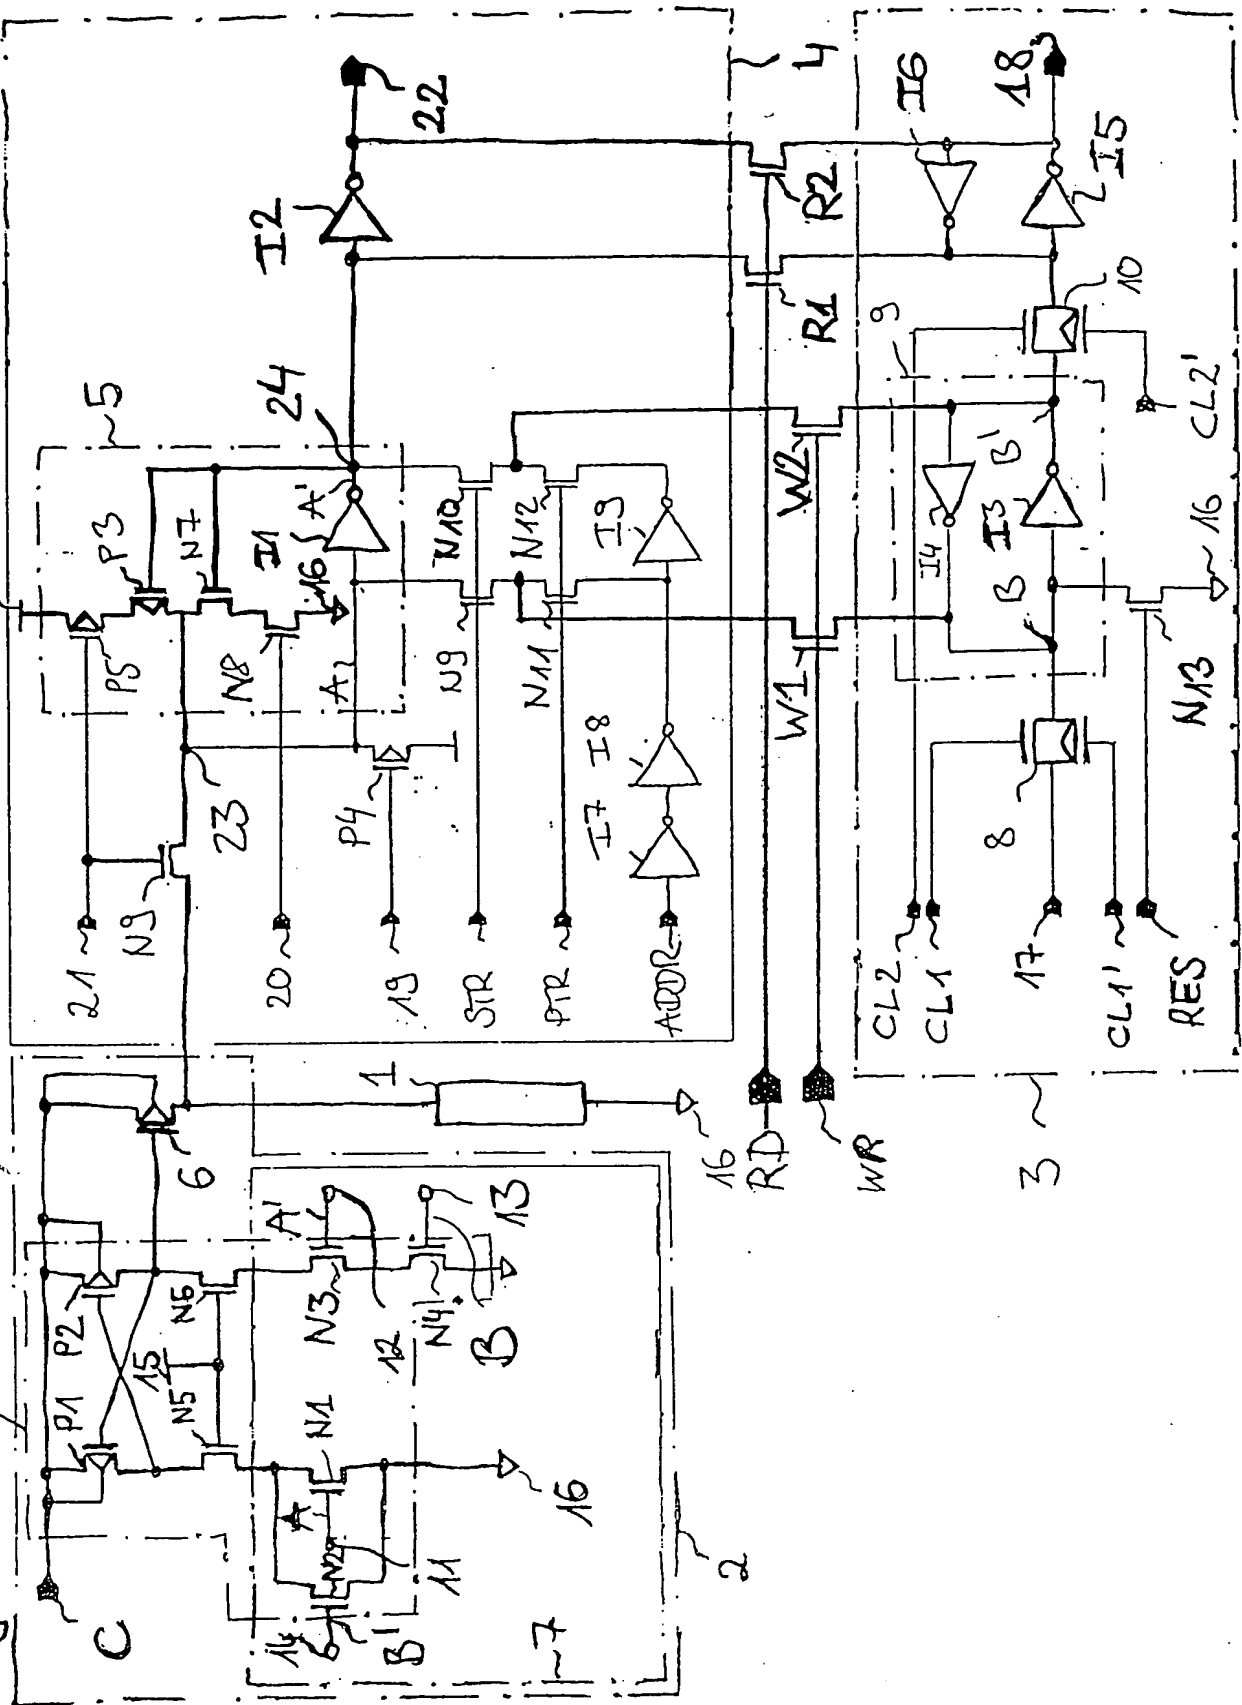 I2
22
4
I6
18
I5
R2
R1
10
9
24
5
P3
N7
I1
16
A'
N10
N12
I9
W2
B'
CL2'
I4
I3
16
B
P5
N8
A
N9
N11
I8
W1
N13
23
P4
I7
8
N9
21
20
19
STR
PTR
ADDR
CL2
CL1
17
CL1'
RES
1
6
16
RD
WR
3
A'
13
P2
N6
N3
N4
12
B
15
P1
N5
N1
A
N2
11
16
2
C
14
B'
7